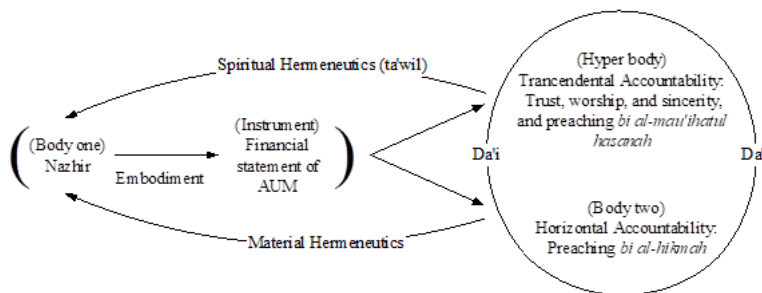 Spiritual Hermeneutics (ta'wil)
(Body one)
Nazhir
Embodiment
(Instrument)
Financial
statement of
AUM
Material Hermeneutics
(Hyper body)
Trancendental Accountability:
Trust, worship, and sincerity,
and preaching bi al-mau'ihatul
hasanah
Da'i
Da'
(Body two)
Horizontal Accountability:
Preaching bi al-hikmah